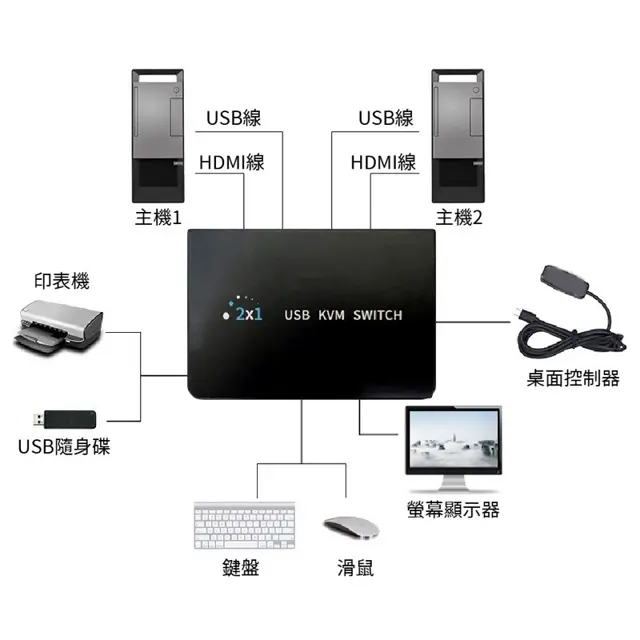 USB線
USB線
HDMI線
HDMI線
主機1
主機2
印表機
2x1
USB KVM SWITCH
桌面控制器
USB隨身碟
螢幕顯示器
鍵盤
滑鼠